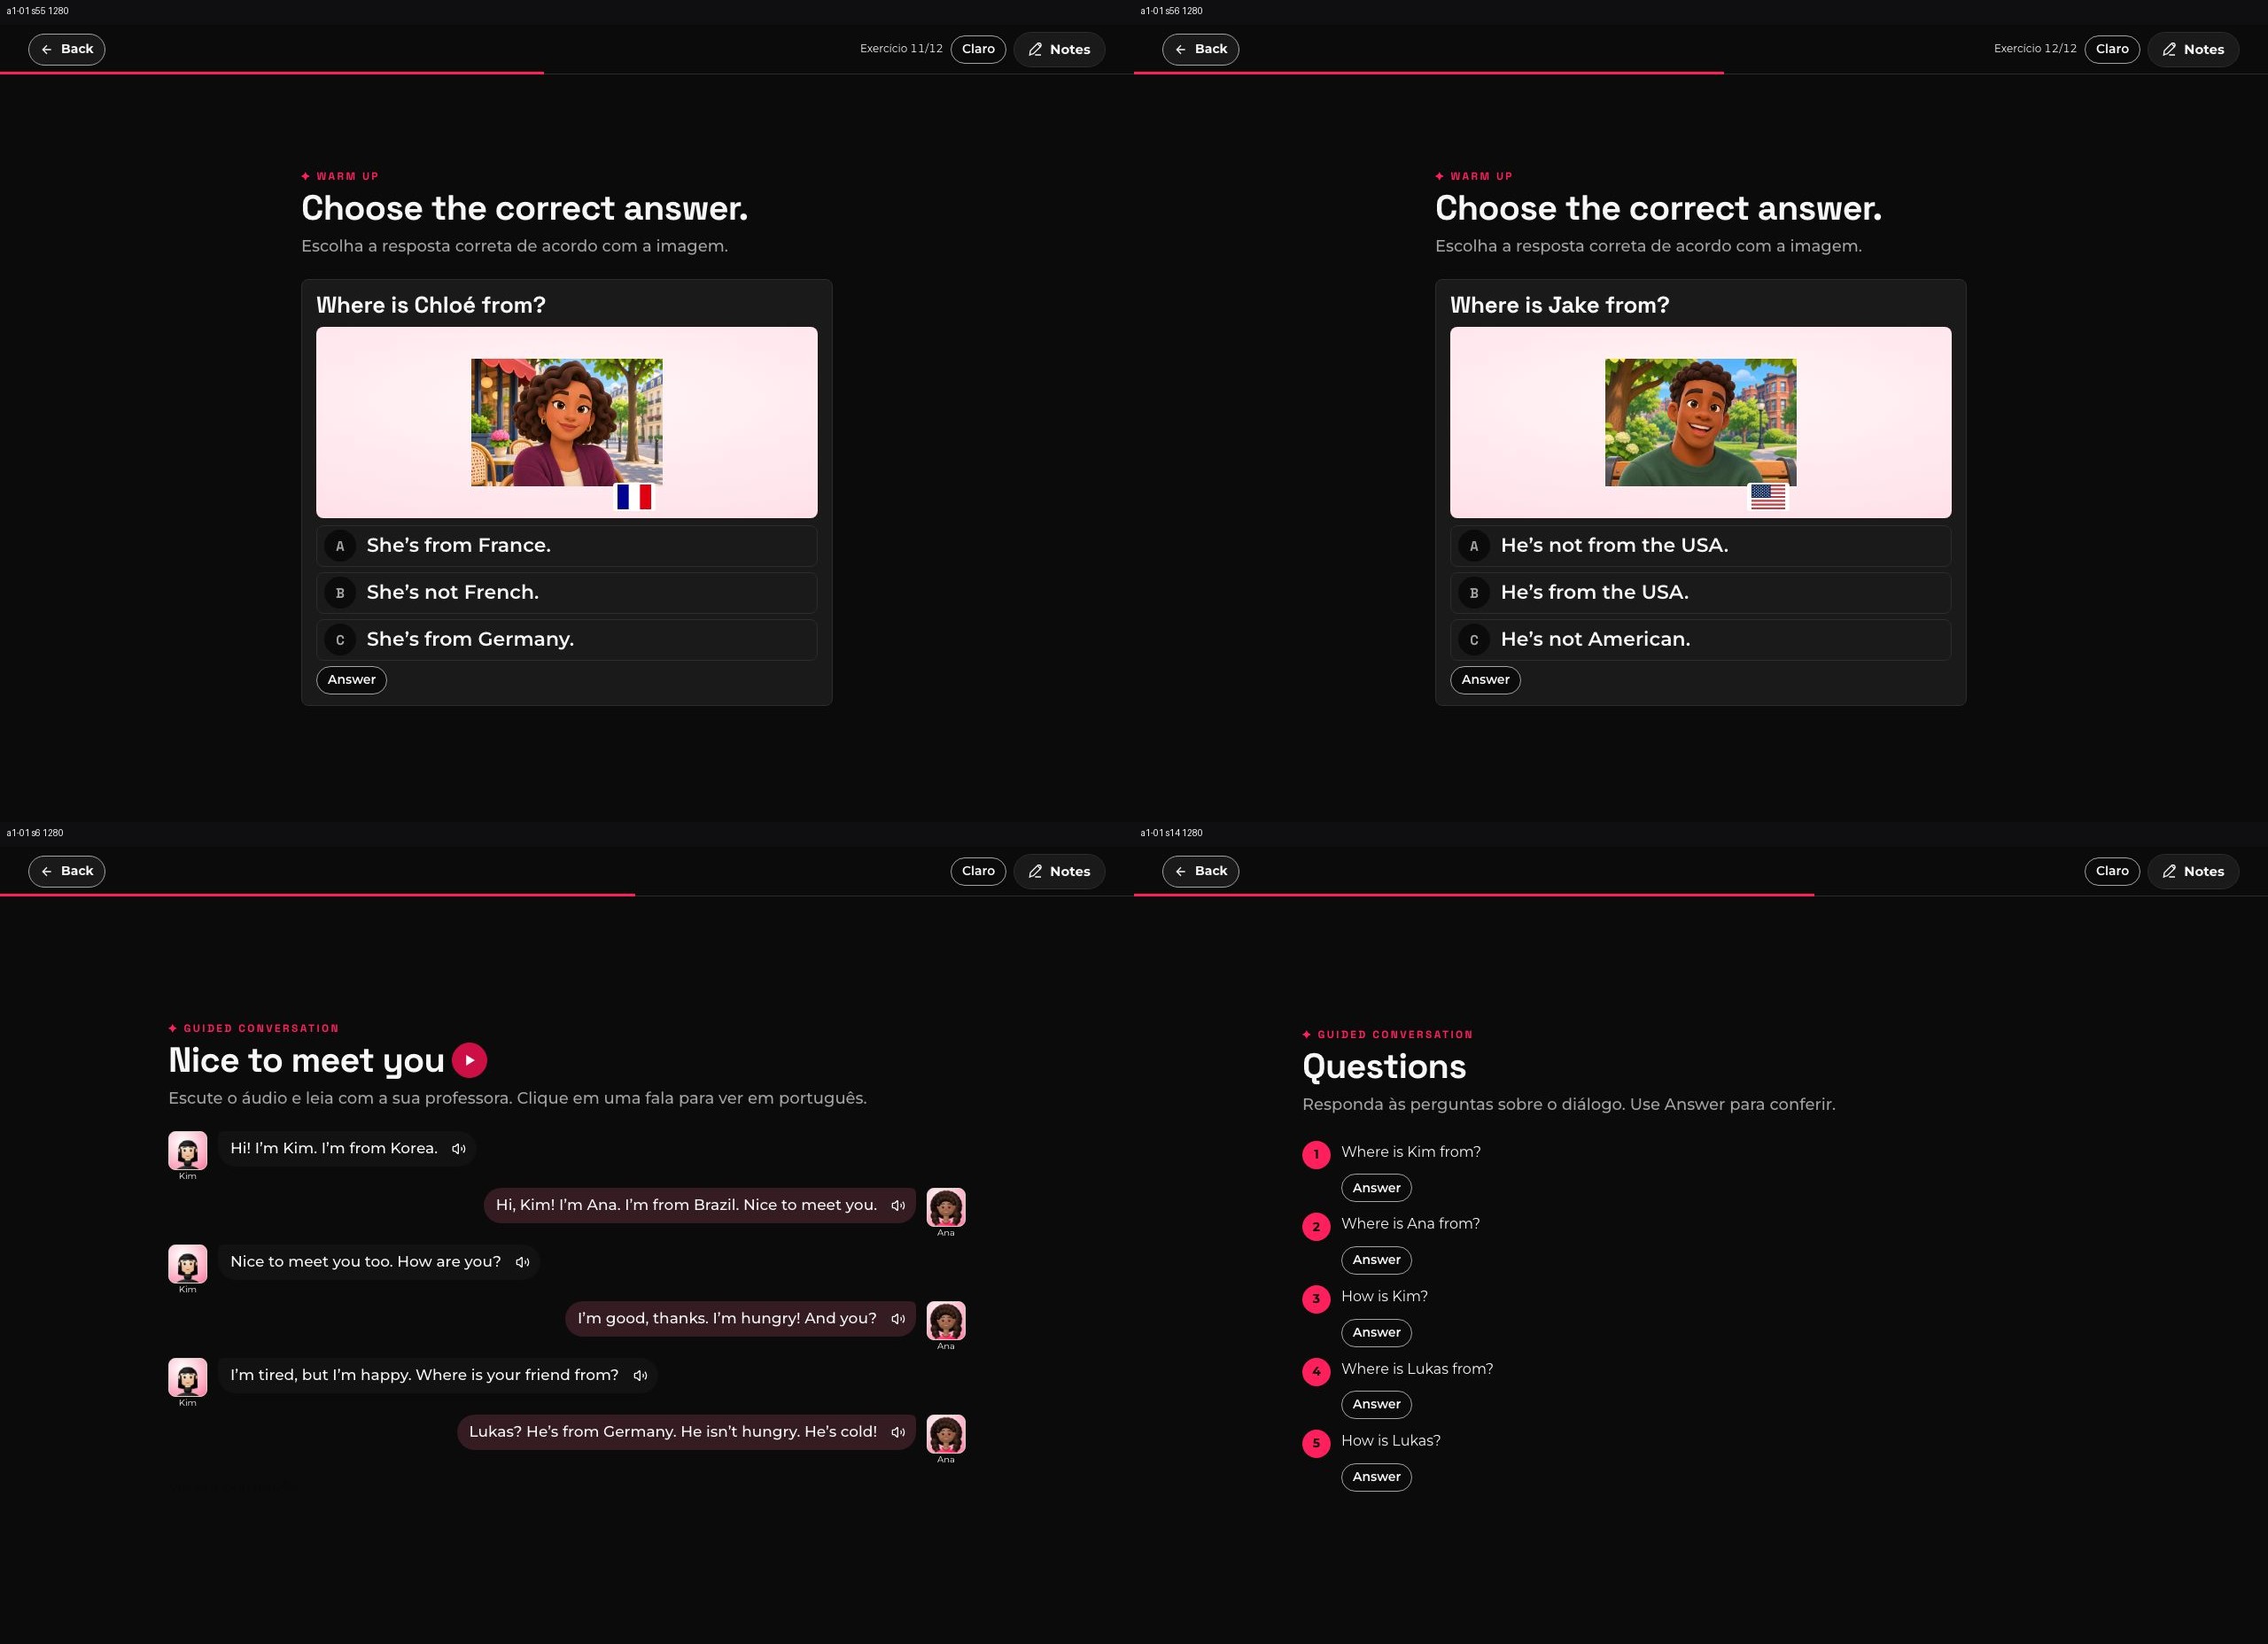 a1-01 s55 1280
Back
Exercício 11/12
Claro
Notes
WARM UP
Choose the correct answer.
Escolha a resposta correta de acordo com a imagem.
Where is Chloé from?
A She’s from France.
B She’s not French.
C She’s from Germany.
Answer
a1-01 s56 1280
Back
Exercício 12/12
Claro
Notes
WARM UP
Choose the correct answer.
Escolha a resposta correta de acordo com a imagem.
Where is Jake from?
A He’s not from the USA.
B He’s from the USA.
C He’s not American.
Answer
a1-01 s6 1280
Back
Claro
Notes
GUIDED CONVERSATION
Nice to meet you
Escute o áudio e leia com a sua professora. Clique em uma fala para ver em português.
Hi! I’m Kim. I’m from Korea.
Kim
Hi, Kim! I’m Ana. I’m from Brazil. Nice to meet you.
Ana
Nice to meet you too. How are you?
Kim
I’m good, thanks. I’m hungry! And you?
Ana
I’m tired, but I’m happy. Where is your friend from?
Kim
Lukas? He’s from Germany. He isn’t hungry. He’s cold!
Ana
a1-01 s14 1280
Back
Claro
Notes
GUIDED CONVERSATION
Questions
Responda às perguntas sobre o diálogo. Use Answer para conferir.
1 Where is Kim from?
Answer
2 Where is Ana from?
Answer
3 How is Kim?
Answer
4 Where is Lukas from?
Answer
5 How is Lukas?
Answer